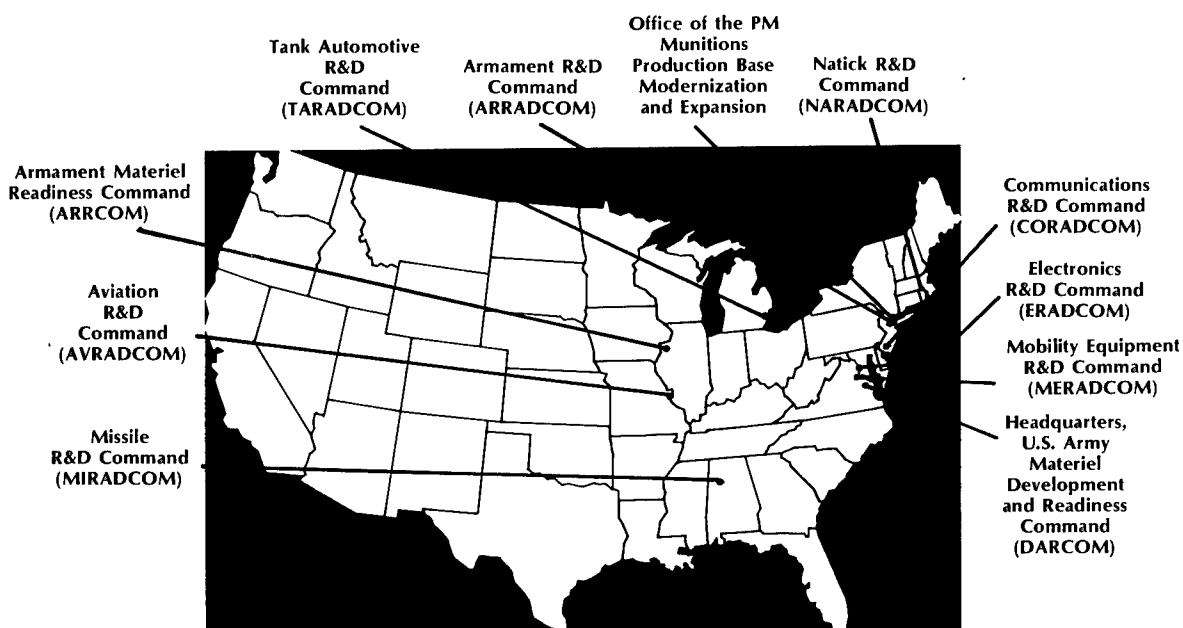 Tank Automotive
R&D
Command
(TARADCOM)
Armament R&D
Command
(ARRADCOM)
Office of the PM
Munitions
Production Base
Modernization
and Expansion
Natick R&D
Command
(NARADCOM)
Armament Materiel
Readiness Command
(ARRCOM)
Aviation
R&D
Command
(AVRADCOM)
Missile
R&D Command
(MIRADCOM)
Communications
R&D Command
(CORADCOM)
Electronics
R&D Command
(ERADCOM)
Mobility Equipment
R&D Command
(MERADCOM)
Headquarters,
U.S. Army
Materiel
Development
and Readiness
Command
(DARCOM)